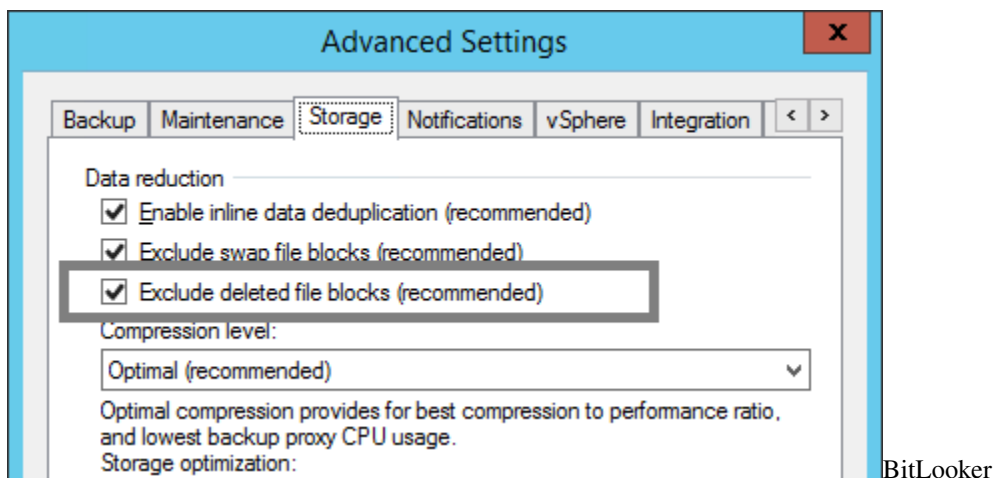 Advanced Settings
x
Backup Maintenance Storage Notifications vSphere Integration < >
Data reduction
Enable inline data deduplication (recommended)
Exclude swap file blocks (recommended)
Exclude deleted file blocks (recommended)
Compression level:
Optimal (recommended)
Optimal compression provides for best compression to performance ratio,
and lowest backup proxy CPU usage.
Storage optimization:
BitLooker